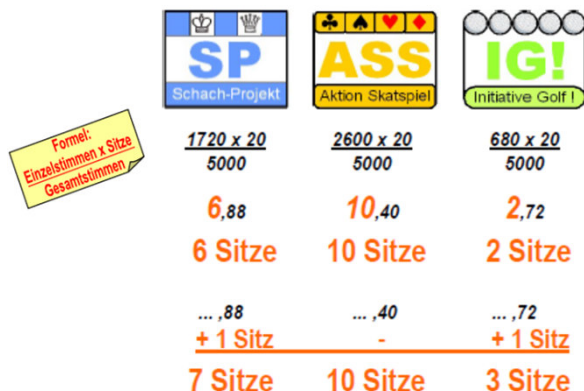 SP ASS IG!
Schach-Projekt Aktion Skatspiel Initiative Golf !
Formel:
Einzelstimmen x Sitze
Gesamtstimmen
1720 x 20 2600 x 20 680 x 20
5000 5000 5000
6,88 10,40 2,72
6 Sitze 10 Sitze 2 Sitze
... ,88 ... ,40 ... ,72
+ 1 Sitz - + 1 Sitz
7 Sitze 10 Sitze 3 Sitze